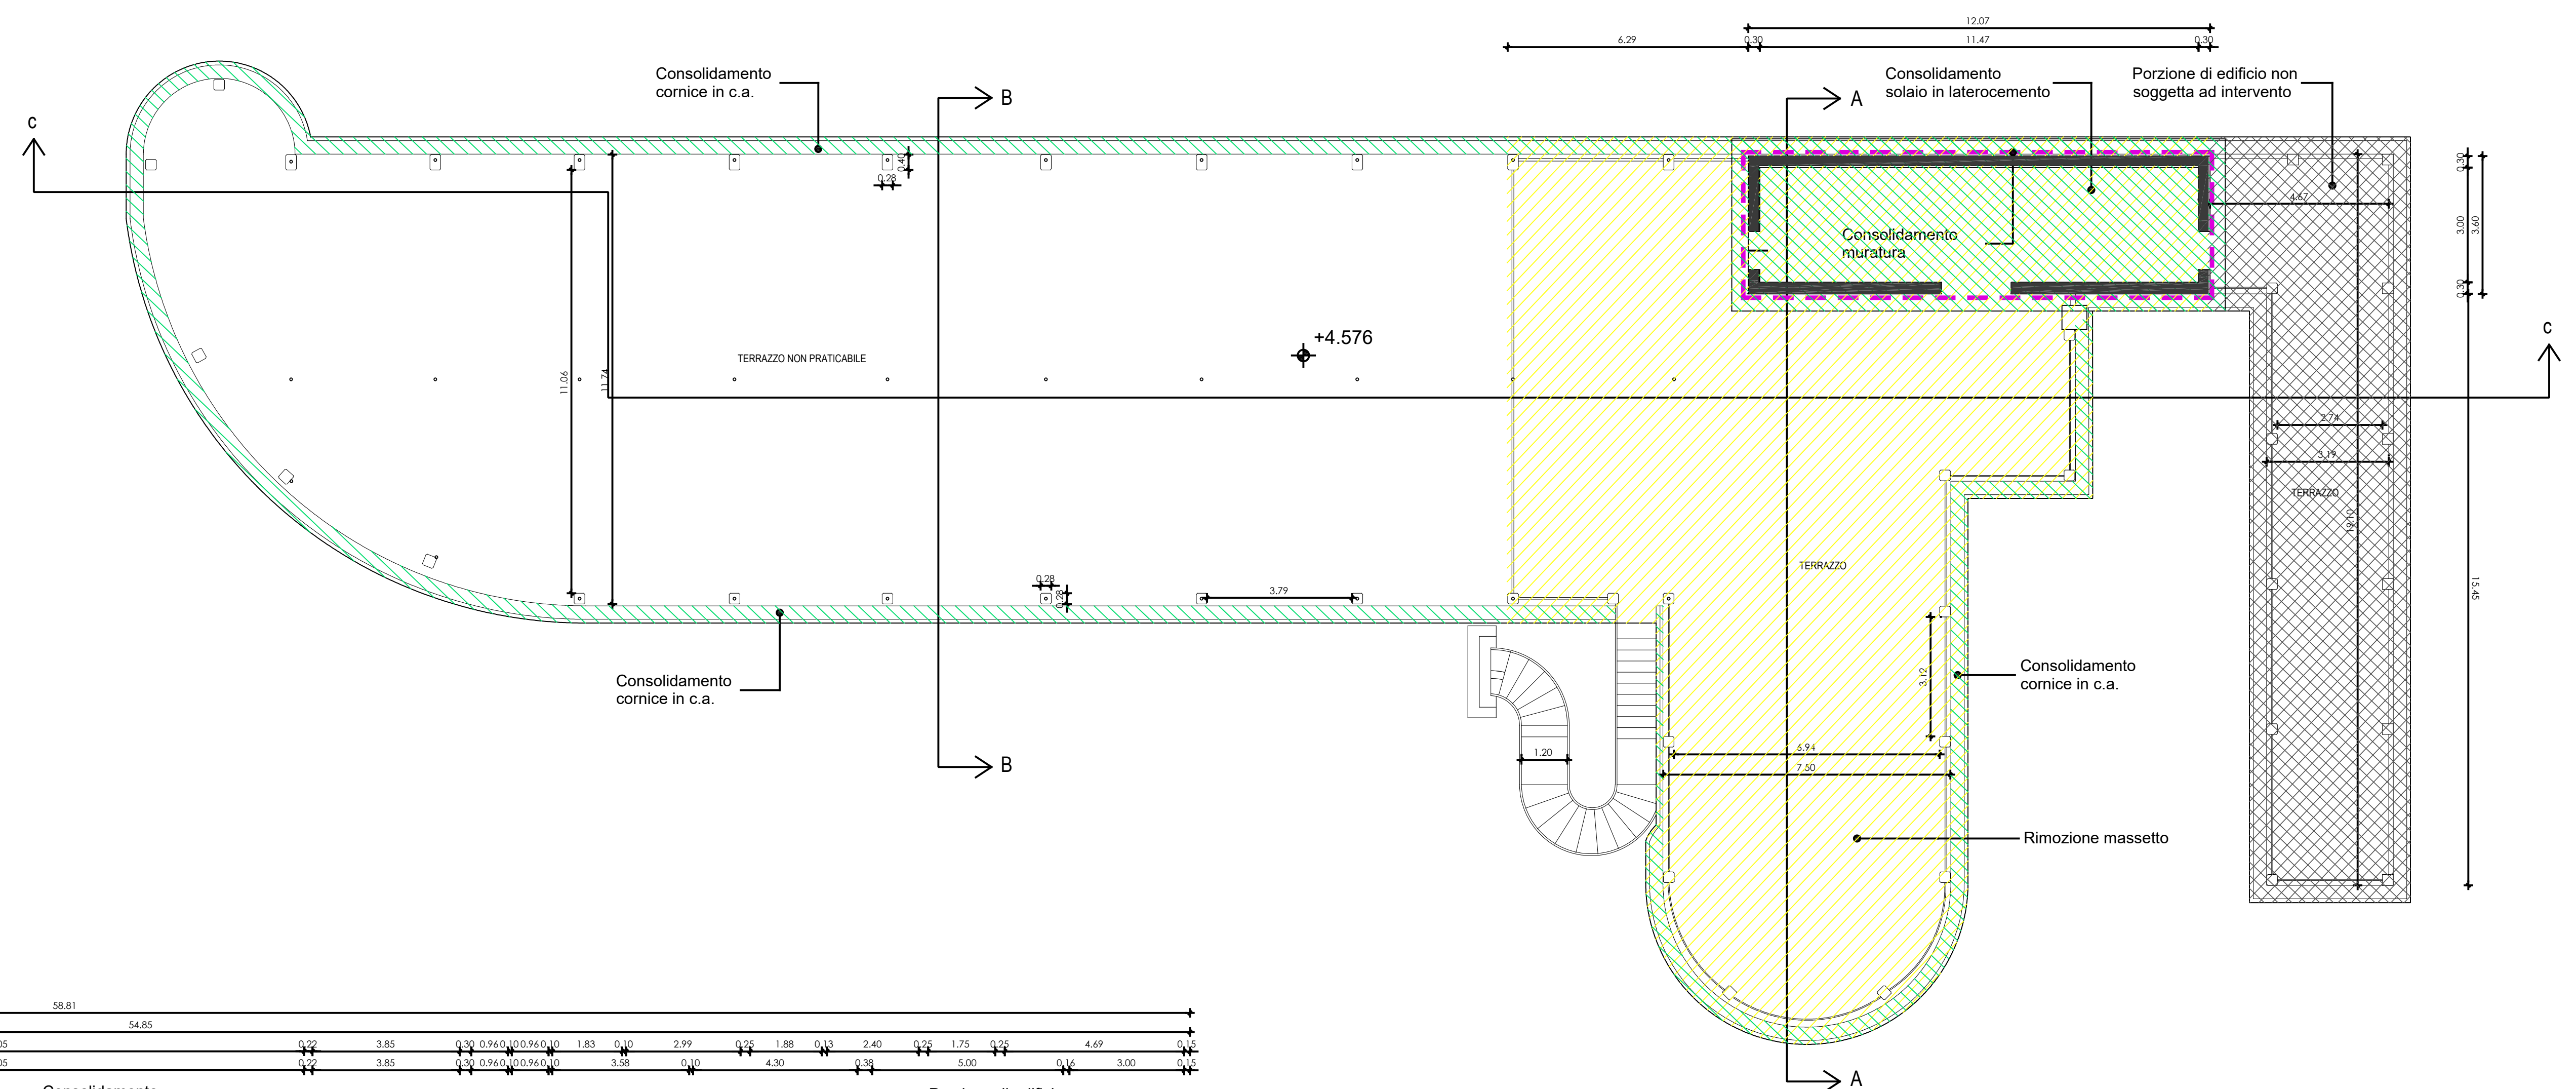 12.07
6.29
0.30
11.47
0.30
Consolidamento
cornice in c.a.
B
A
Consolidamento
solaio in laterocemento
Porzione di edificio non
soggetta ad intervento
c
0.40
0.28
4.67
0.30
3.00
3.60
0.30
Consolidamento
muratura
+4.576
TERRAZZO NON PRATICABILE
11.06
11.74
c
2.74
3.19
TERRAZZO
19.10
15.45
TERRAZZO
0.28
0.28
3.79
Consolidamento
cornice in c.a.
Consolidamento
cornice in c.a.
3.12
B
1.20
6.94
7.50
Rimozione massetto
58.81
54.85
05 0.22 3.85 0.30 0.96 0.10 0.96 0.10 1.83 0.10 2.99 0.25 1.88 0.13 2.40 0.25 1.75 0.25 4.69 0.15
05 0.22 3.85 0.30 0.96 0.10 0.96 0.10 3.58 0.10 4.30 0.38 5.00 0.16 3.00 0.15
A
Consolidamento